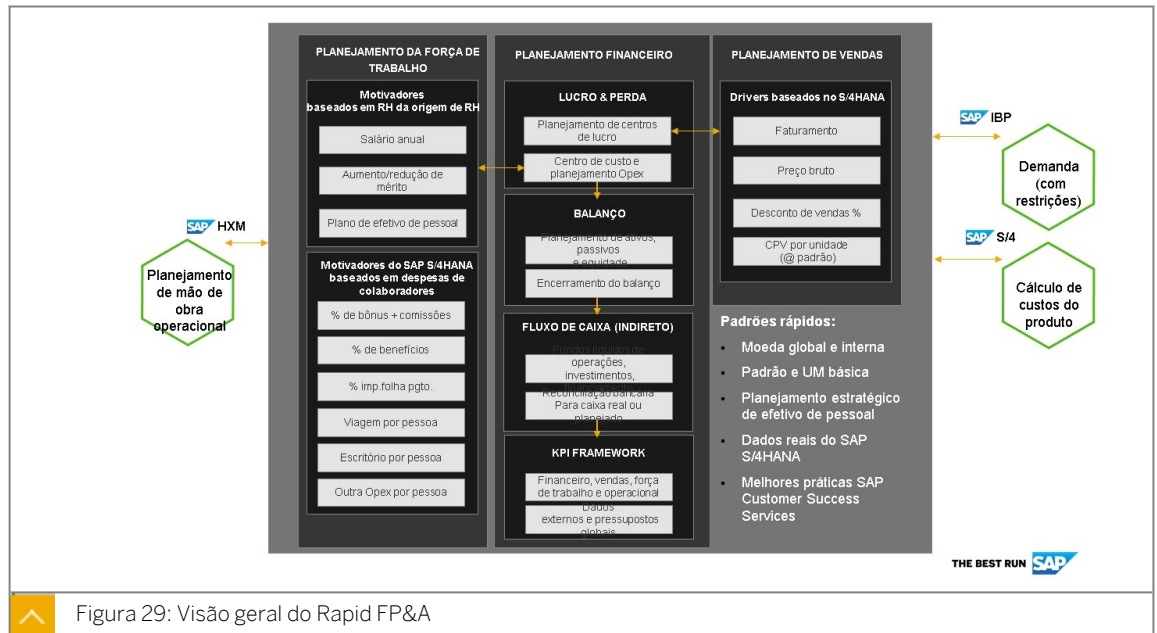 PLANEJAMENTO DA FORÇA DE
TRABALHO
Motivadores
baseados em RH da origem de RH
Salário anual
Aumento/redução de
mérito
Plano de efetivo de pessoal
Motivadores do SAP S/4HANA
baseados em despesas de
colaboradores
% de bônus + comissões
% de benefícios
% imp.folha pgto.
Viagem por pessoa
Escritório por pessoa
Outra Opex por pessoa
PLANEJAMENTO FINANCEIRO
LUCRO & PERDA
Planejamento de centros
de lucro
Centro de custo e
planejamento Opex
BALANÇO
Planejamento de ativos,
passivos
e equidade
Encerramento do balanço
FLUXO DE CAIXA (INDIRETO)
Fundos líquidos de
operações,
investimentos,
financiamento
Reconciliação bancária
Para caixa real ou
planejado
KPI FRAMEWORK
Financeiro, vendas, força
de trabalho e operacional
Dados
externos e pressupostos
globais
PLANEJAMENTO DE VENDAS
Drivers baseados no S/4HANA
Faturamento
Preço bruto
Desconto de vendas %
CPV por unidade
(@ padrão)
Padrões rápidos:
▪ Moeda global e interna
▪ Padrão e UM básica
▪ Planejamento estratégico
de efetivo de pessoal
▪ Dados reais do SAP
S/4HANA
▪ Melhores práticas SAP
Customer Success
Services
SAP HXM
Planejamento
de mão de
obra
operacional
SAP IBP
Demanda
(com
restrições)
SAP S/4
Cálculo de
custos do
produto
THE BEST RUN SAP
Figura 29: Visão geral do Rapid FP&A